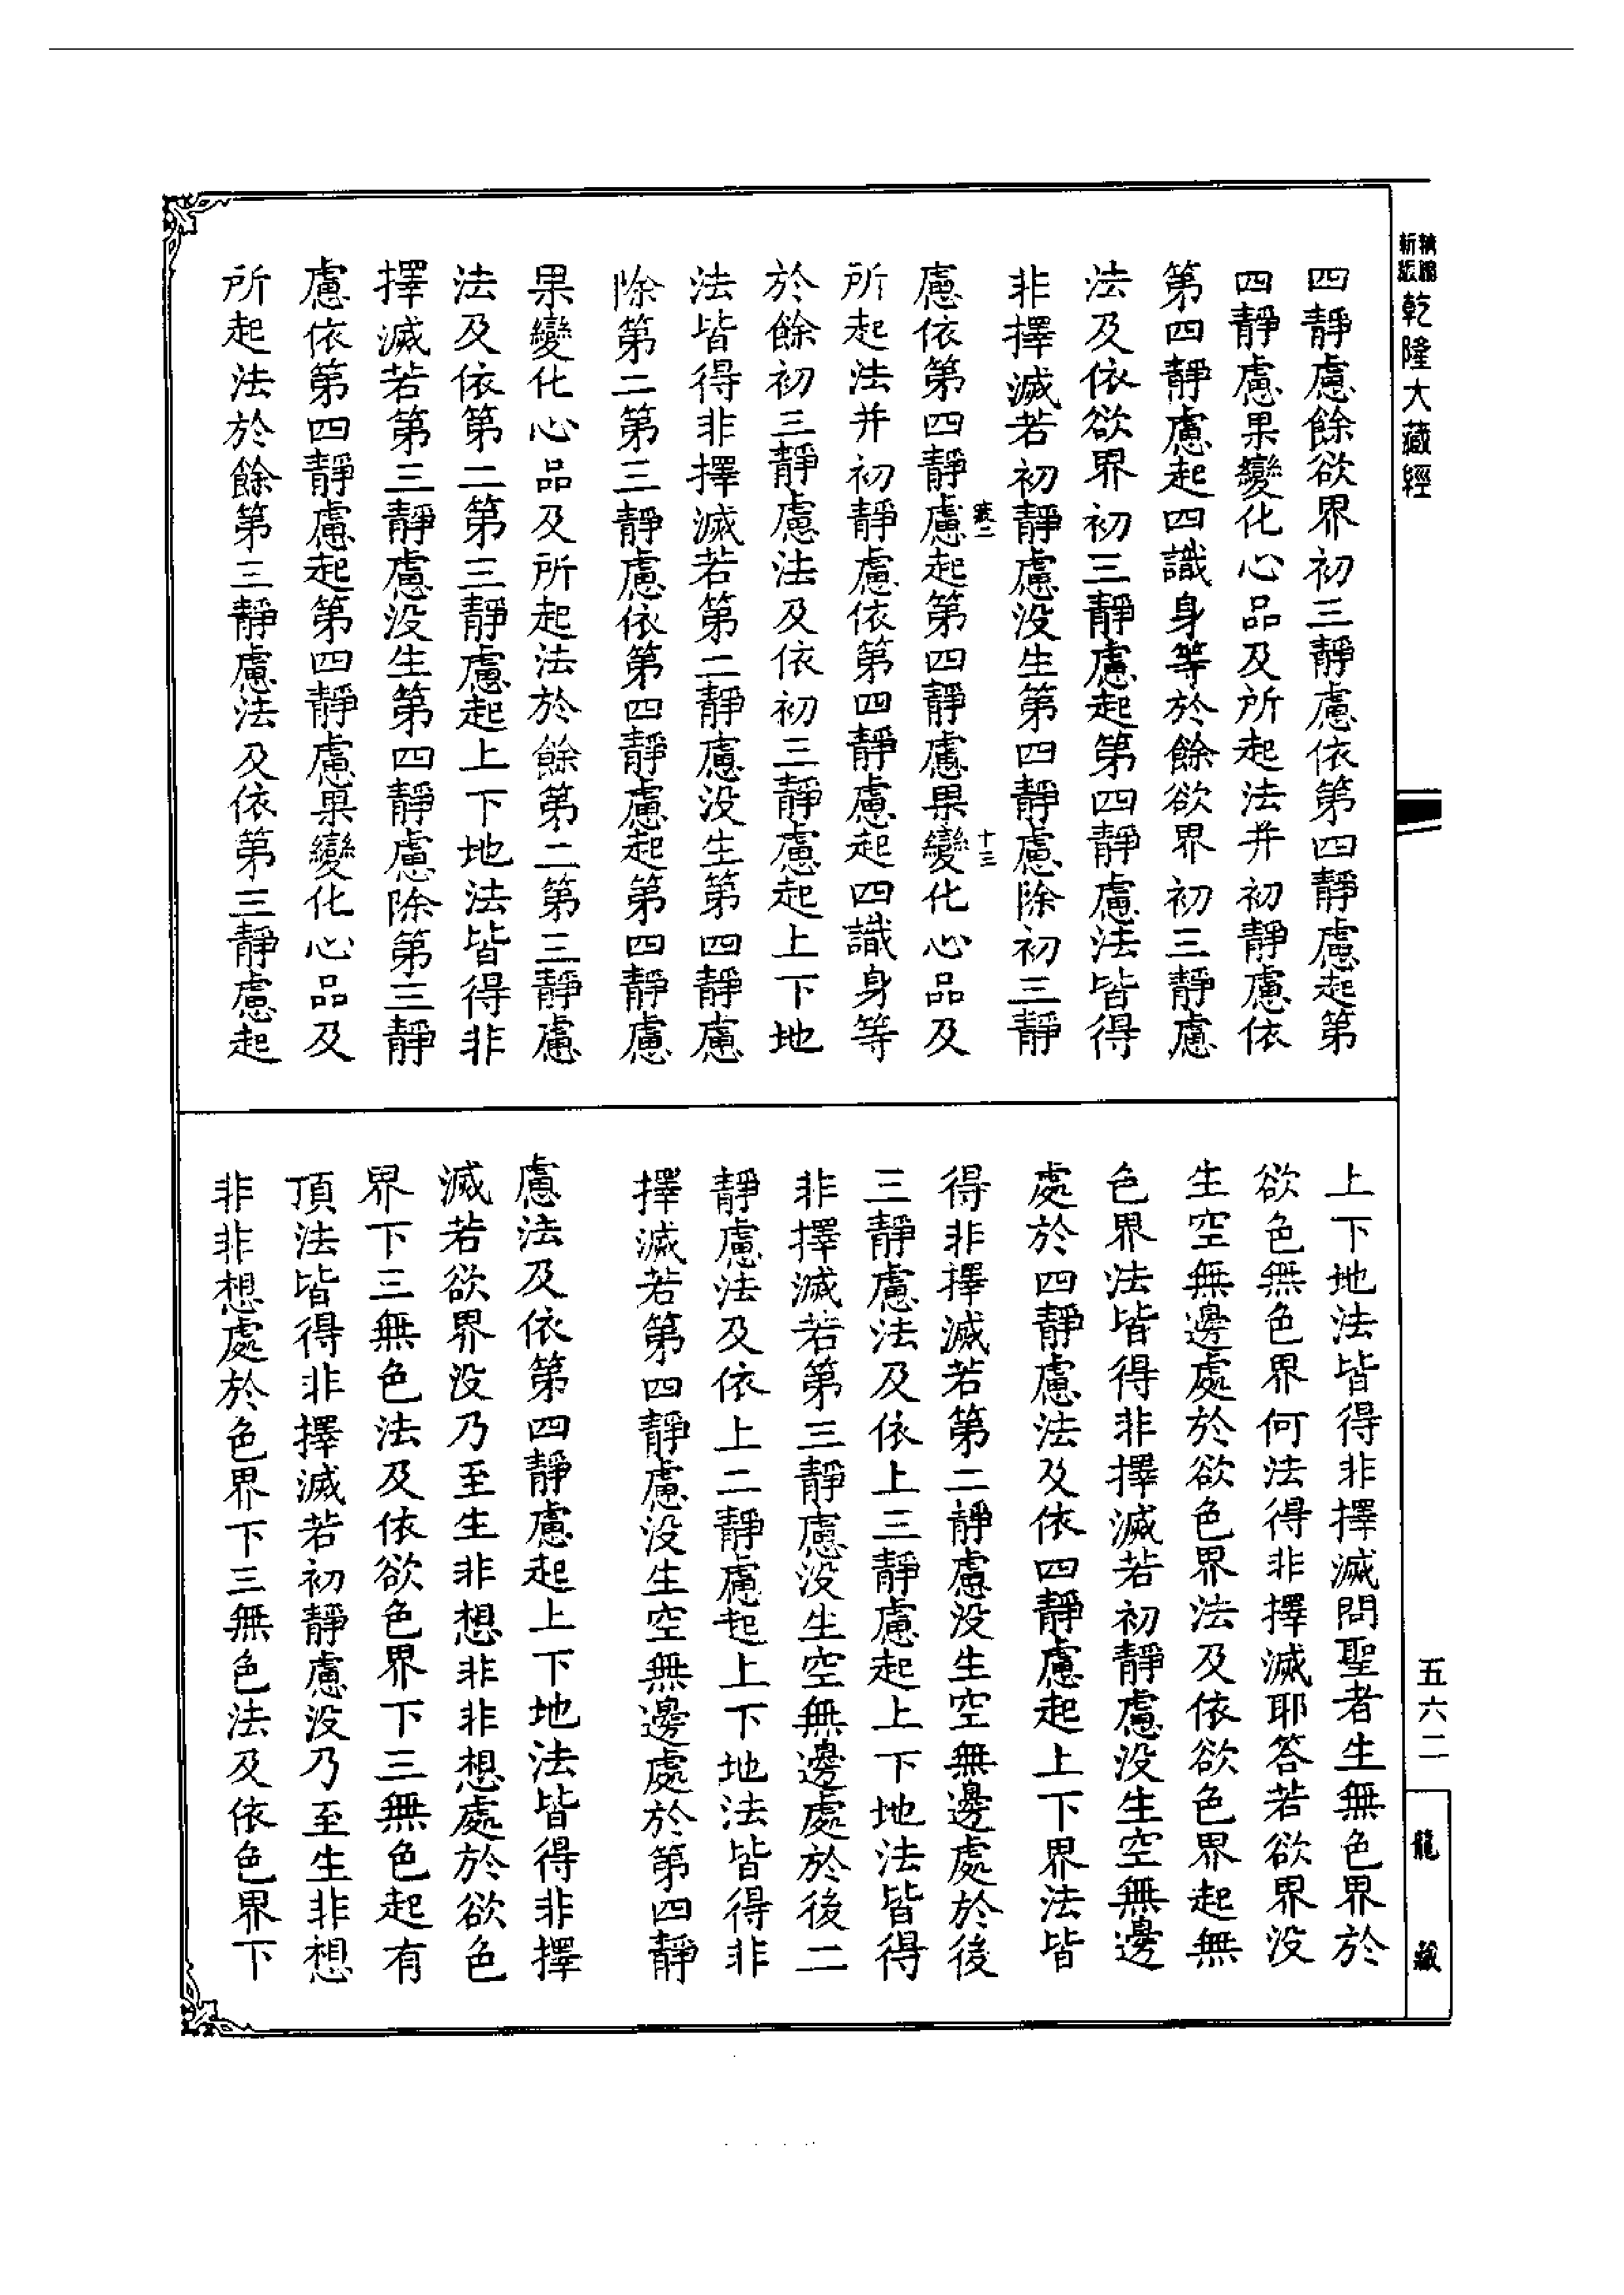 精編
新版
乾隆大藏經
四靜慮餘欲界初三靜慮依第四靜慮起第
四靜慮果變化心品及所起法并初靜慮依
第四靜慮起四識身等於餘欲界初三靜慮
法及依欲界初三靜慮起第四靜慮法皆得
非擇滅若初靜慮没生第四靜慮除初三靜
十三
慮依第四靜慮起第四靜慮果變化心品及
所起法并初靜慮依第四靜慮起四識身等
於餘初三靜慮法及依初三靜慮起上下地
法皆得非擇滅若第二靜慮没生第四靜慮
除第二第三靜慮依第四靜慮起第四靜慮
果變化心品及所起法於餘第二第三靜慮
法及依第二第三靜慮起上下地法皆得非
擇滅若第三靜慮没生第四靜慮除第三靜
慮依第四靜慮起第四靜慮果變化心品及
所起法於餘第三靜慮法及依第三靜慮起
上下地法皆得非擇滅問聖者生無色界於
欲色無色界何法得非擇滅耶答若欲界没
生空無邊處於欲色界法及依欲色界起無
色界法皆得非擇滅若初靜慮没生空無邊
處於四靜慮法及依四靜慮起上下界法皆
得非擇滅若第二靜慮没生空無邊處於後
三靜慮法及依上三靜慮起上下地法皆得
非擇滅若第三靜慮没生空無邊處於後二
靜慮法及依上二靜慮起上下地法皆得非
擇滅若第四靜慮没生空無邊處於第四靜
慮法及依第四靜慮起上下地法皆得非擇
滅若欲界没乃至生非想非非想處於欲色
界下三無色法及依欲色界下三無色起有
頂法皆得非擇滅若初靜慮没乃至生非想
非非想處於色界下三無色法及依色界下
五六二
龍藏